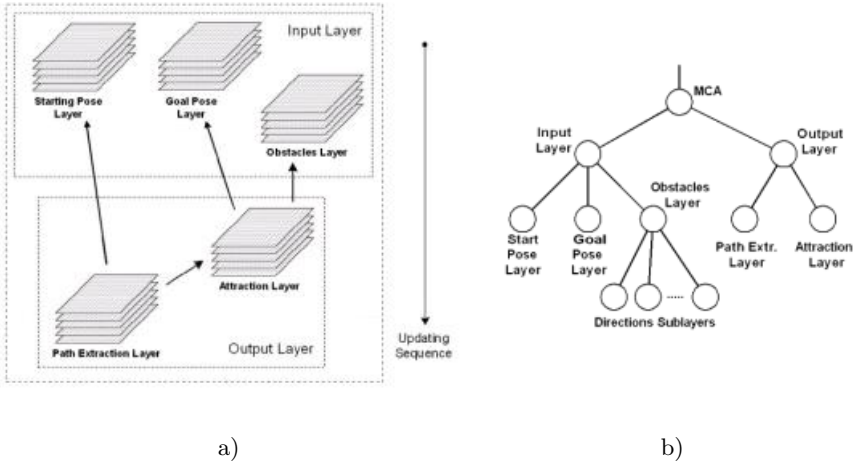 Input Layer
Starting Pose
Layer
Goal Pose
Layer
Obstacles Layer
Attraction Layer
Path Extraction Layer
Output Layer
Updating
Sequence
a)
MCA
Input
Layer
Output
Layer
Obstacles
Layer
Start
Pose
Layer
Goal
Pose
Layer
Path Extr.
Layer
Attraction
Layer
.....
Directions Sublayers
b)